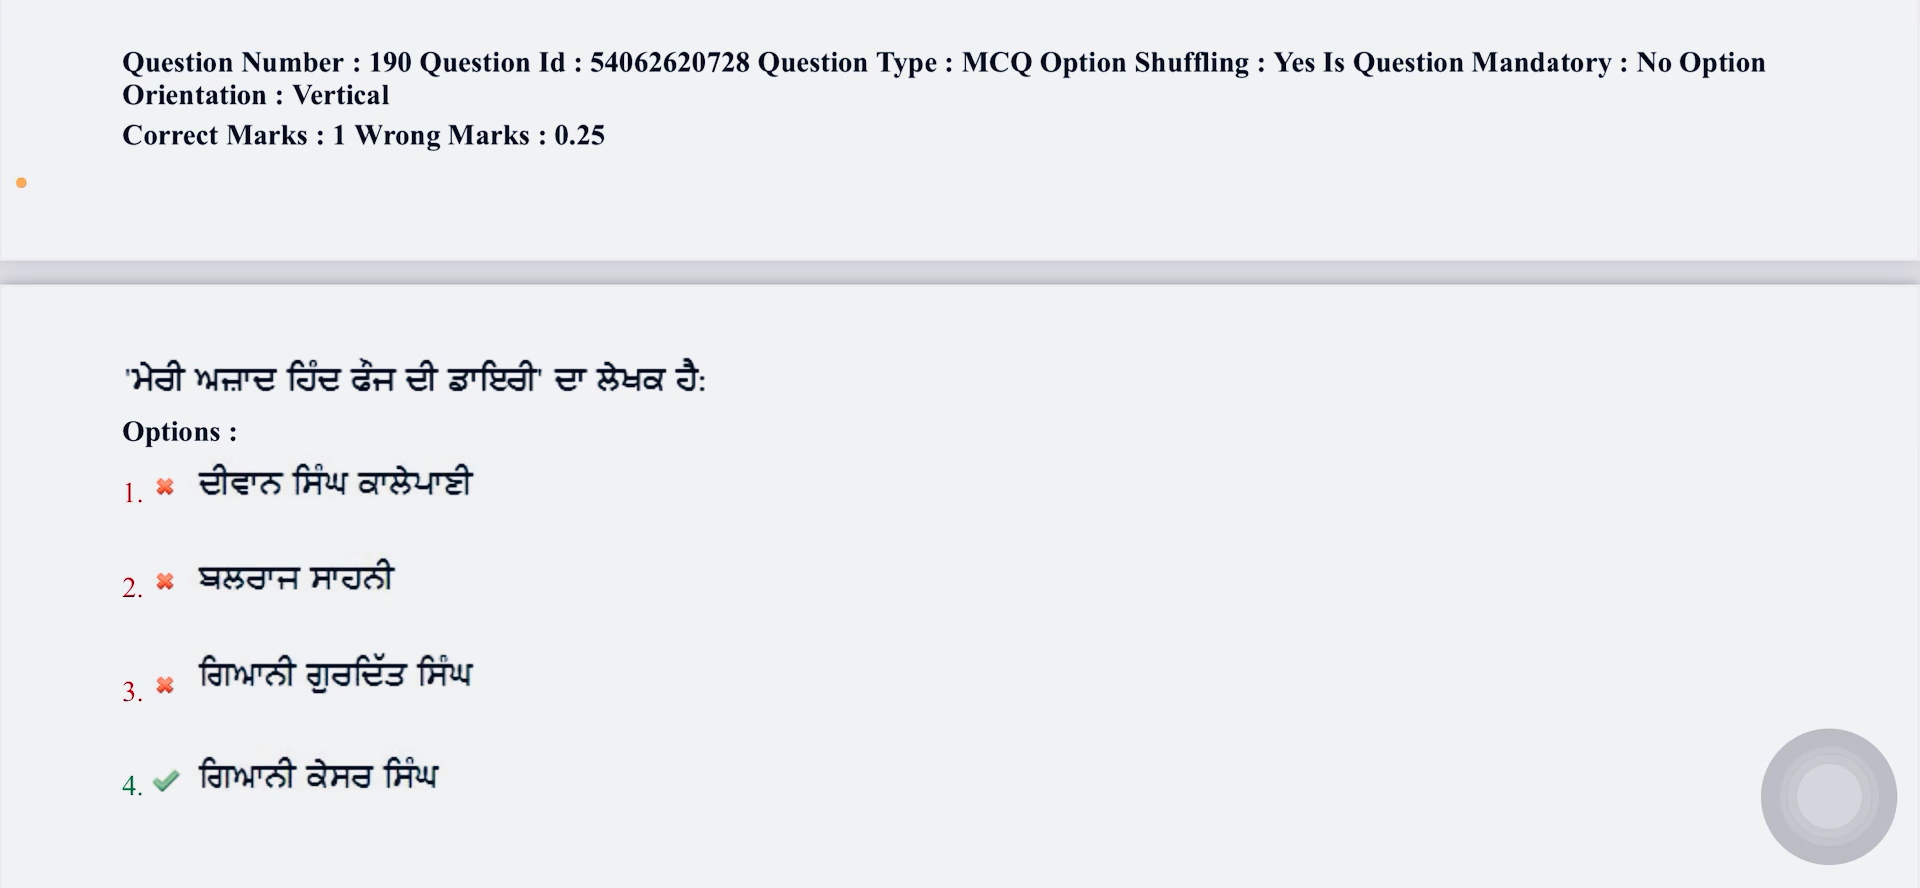 Question Number : 190 Question Id : 54062620728 Question Type : MCQ Option Shuffling : Yes Is Question Mandatory : No Option
Orientation : Vertical
Correct Marks : 1 Wrong Marks : 0.25
'ਮੇਰੀ ਅਜ਼ਾਦ ਹਿੰਦ ਫੌਜ ਦੀ ਡਾਇਰੀ' ਦਾ ਲੇਖਕ ਹੈ:
Options :
1. ਦੀਵਾਨ ਸਿੰਘ ਕਾਲੇਪਾਣੀ
2. ਬਲਰਾਜ ਸਾਹਨੀ
3. ਗਿਆਨੀ ਗੁਰਦਿੱਤ ਸਿੰਘ
4. ਗਿਆਨੀ ਕੇਸਰ ਸਿੰਘ